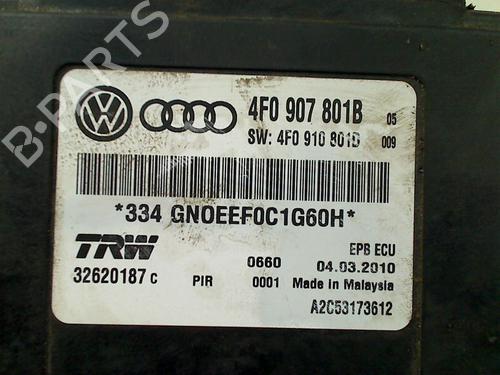 B-PARTS
4F0 907 801B 05
SW: 4F0 910 801D 009
*334 GN0EEF0C1G60H*
TRW
32620187 C
PIR
0660
0001
EPB ECU
04.03.2010
Made in Malaysia
A2C53173612